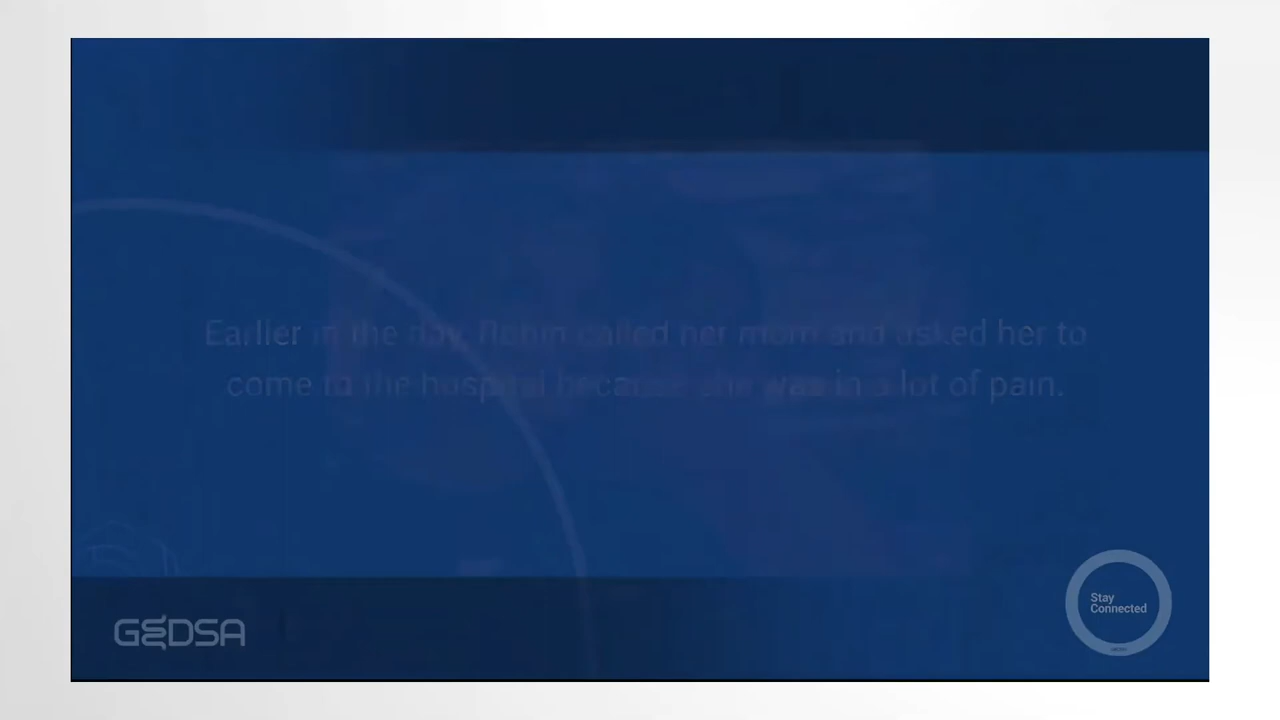 Earlier in the day, Robin called her mom and asked her to
come to the hospital because she was in a lot of pain.
GEDSA
Stay
Connected